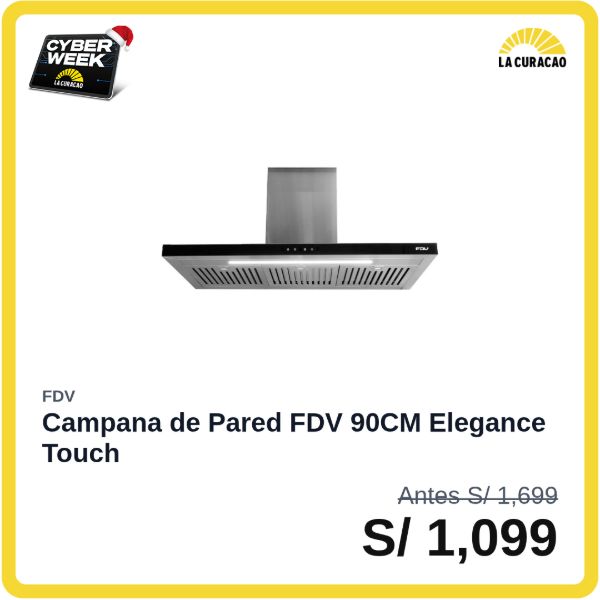 CYBER
WEEK
LA CURACAO
LA CURACAO
FDV
FDV
Campana de Pared FDV 90CM Elegance
Touch
Antes S/ 1,699
S/ 1,099